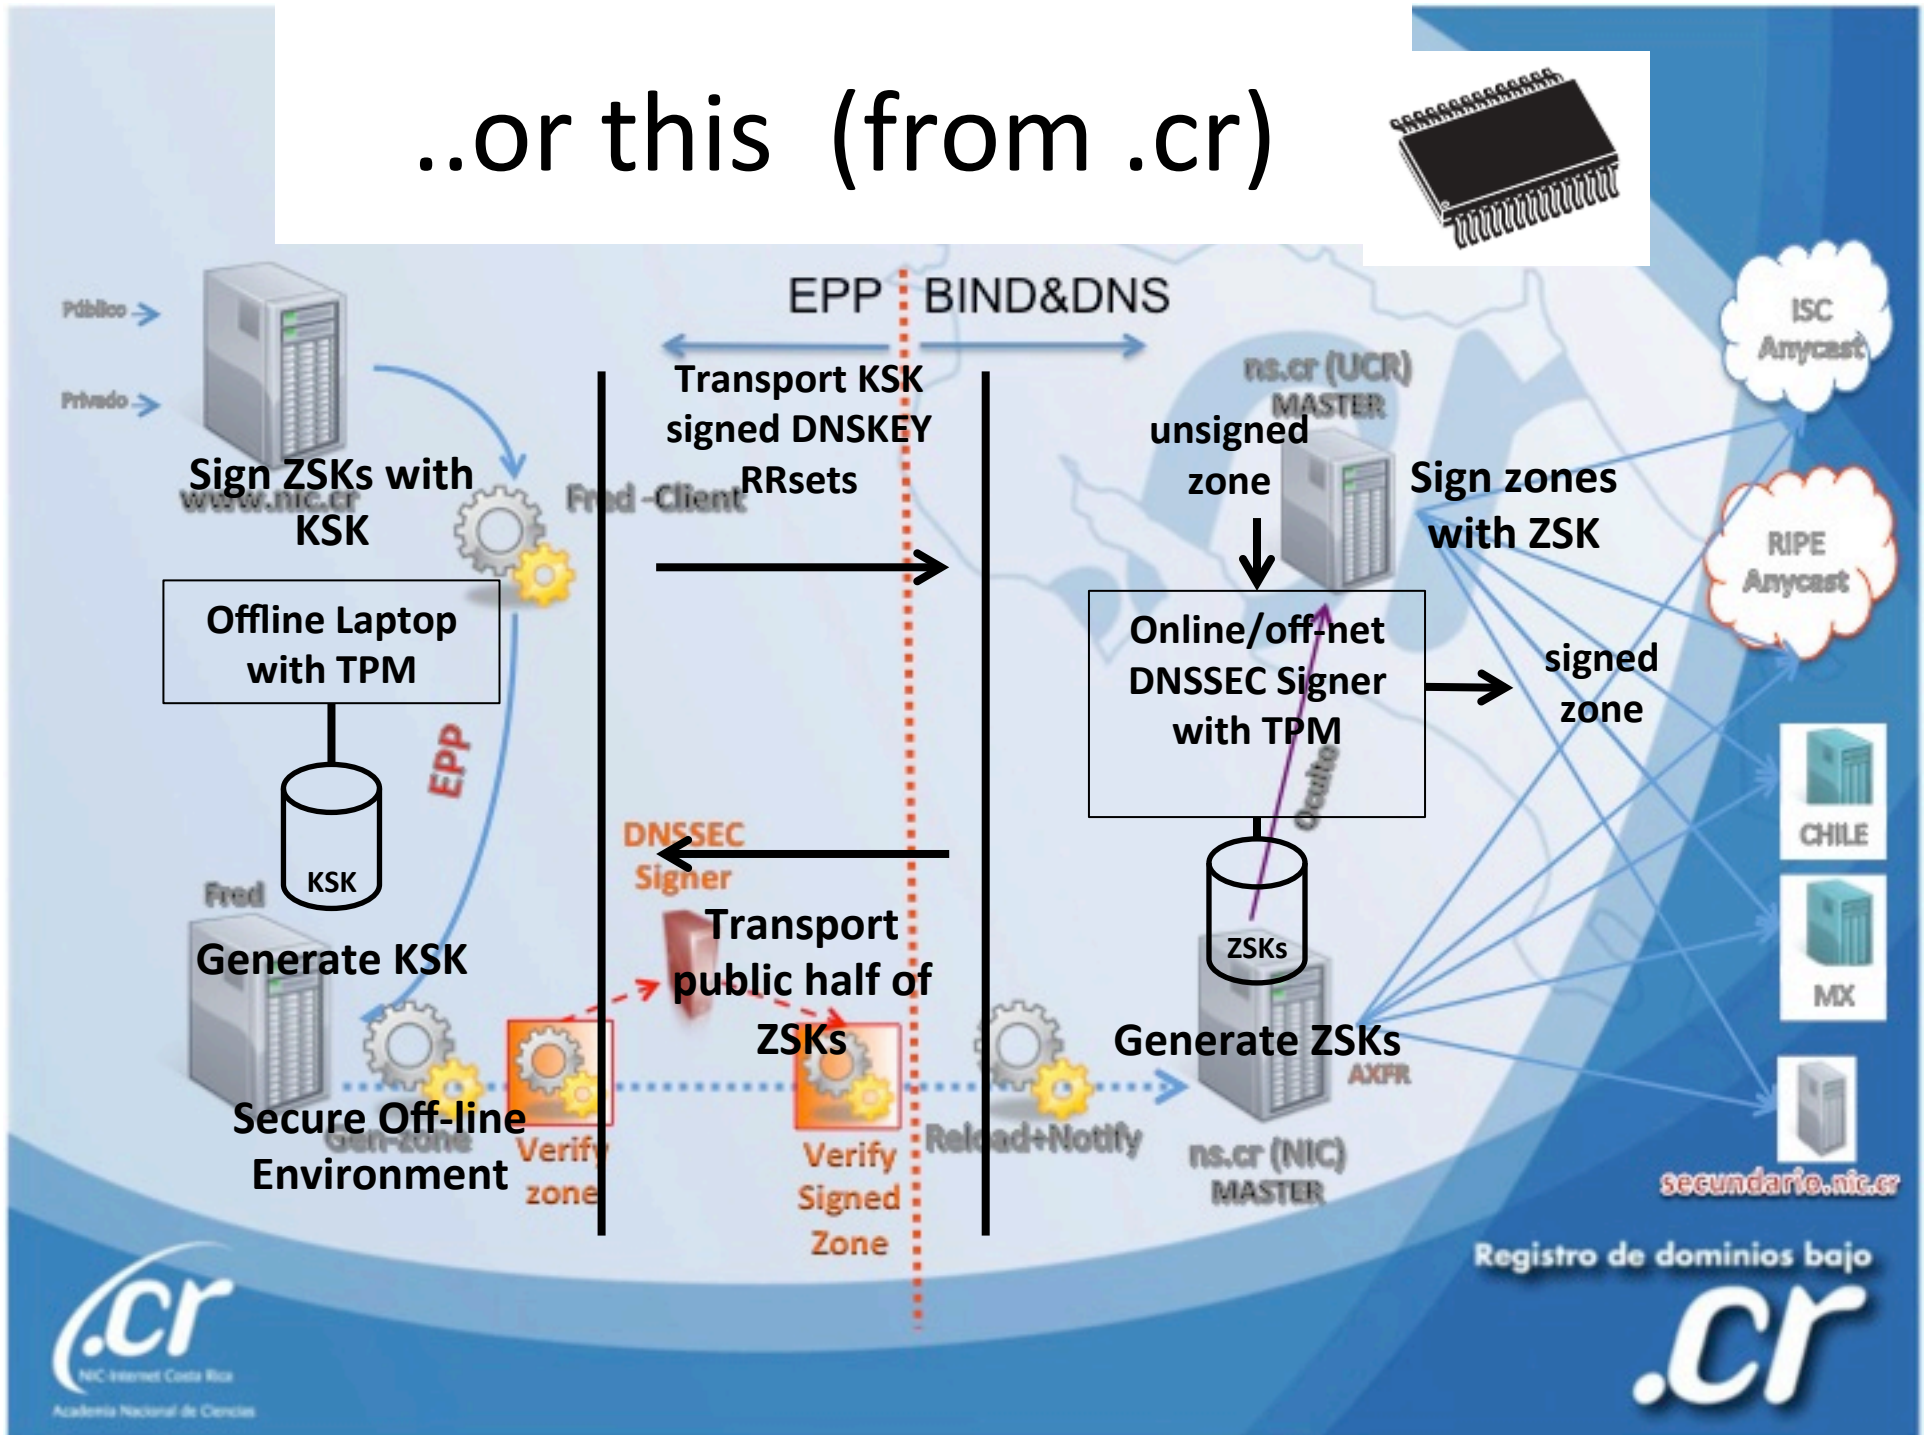 ..or this (from .cr)
EPP
BIND&DNS
Público
Privado
www.nic.cr
Sign ZSKs with
KSK
Fred -Client
Transport KSK
signed DNSKEY
RRsets
ns.cr (UCR)
MASTER
unsigned
zone
Sign zones
with ZSK
ISC
Anycast
RIPE
Anycast
Offline Laptop
with TPM
EPP
KSK
Online/off-net
DNSSEC Signer
with TPM
Oculto
signed
zone
DNSSEC
Signer
Transport
public half of
ZSKs
ZSKs
Fred
Generate KSK
Generate ZSKs
AXFR
CHILE
MX
secundario.nic.cr
Gen-zone
Secure Off-line
Environment
Verify
zone
Verify
Signed
Zone
Reload+Notify
ns.cr (NIC)
MASTER
.cr
NIC-Internet Costa Rica
Academia Nacional de Ciencias
Registro de dominios bajo
.cr
.cr